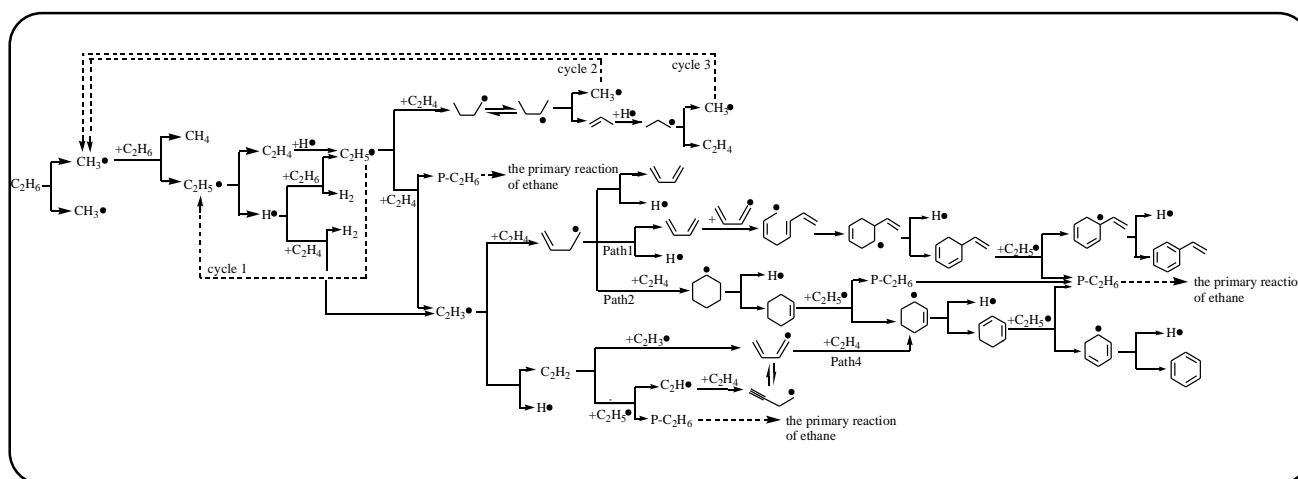 cycle 2
cycle 3
+C₂H₄
CH₃•
+H•
CH₃•
C₂H₄
C₂H₆
CH₃•
CH₃•
+C₂H₆
CH₄
C₂H₅•
C₂H₄
+H•
C₂H₅•
H•
+C₂H₆
H₂
+C₂H₄
H₂
cycle 1
+C₂H₄
P-C₂H₆
the primary reaction
of ethane
C₂H₃•
+C₂H₄
H•
Path1
H•
+
H•
+C₂H₅•
H•
P-C₂H₆
the primary reaction
of ethane
Path2
+C₂H₄
H•
+C₂H₅•
P-C₂H₆
H•
+C₂H₅•
H•
C₂H₂
H•
+C₂H₃•
+C₂H₄
Path4
+C₂H₅•
C₂H•
+C₂H₄
P-C₂H₆
the primary reaction
of ethane